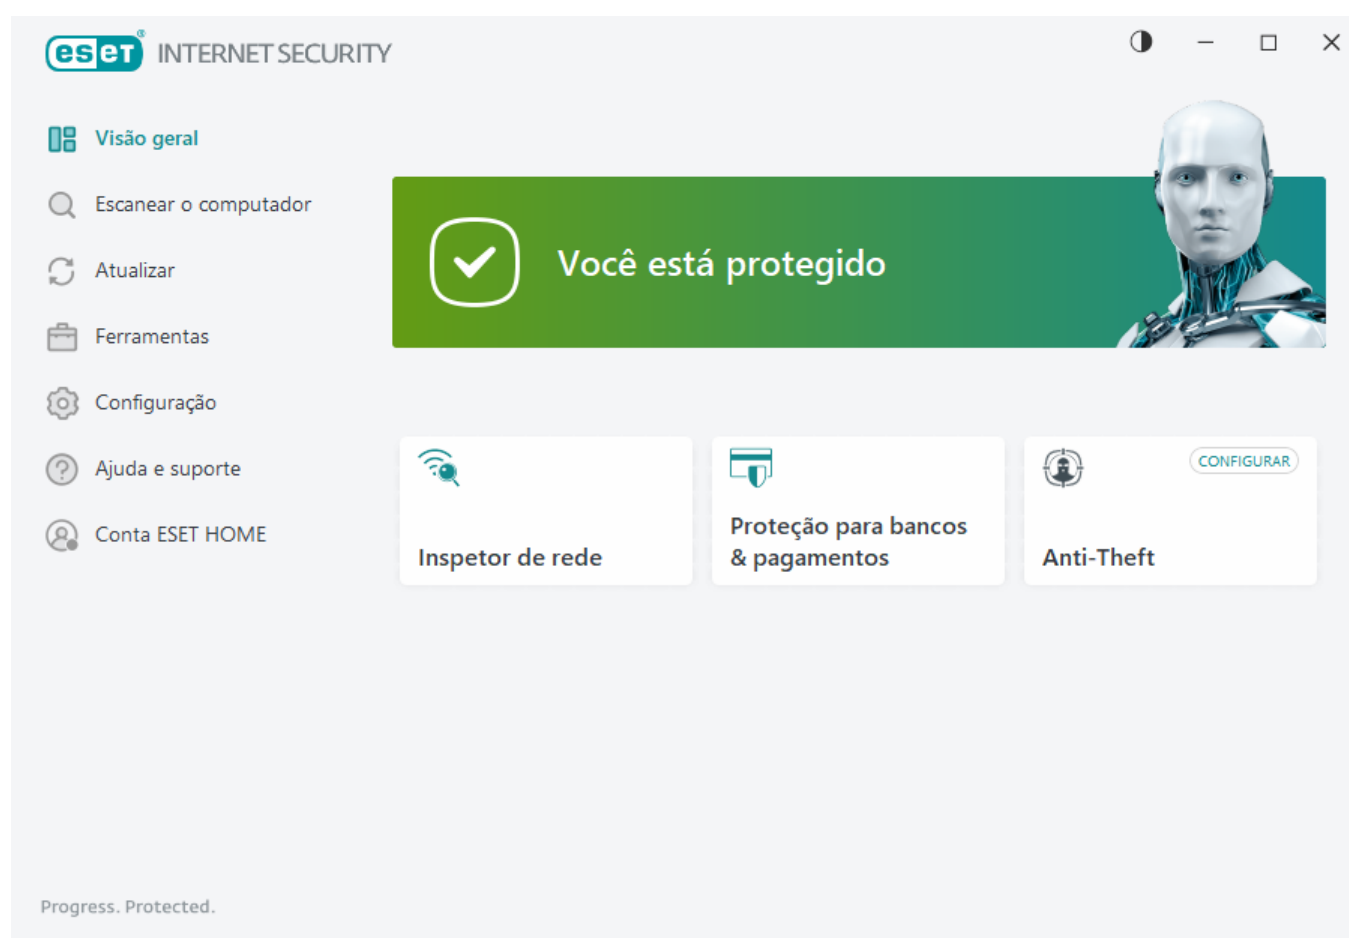 eset® INTERNET SECURITY
Visão geral
Escanear o computador
Atualizar
Ferramentas
Configuração
Ajuda e suporte
Conta ESET HOME
Você está protegido
Inspetor de rede
Proteção para bancos
& pagamentos
CONFIGURAR
Anti-Theft
Progress. Protected.